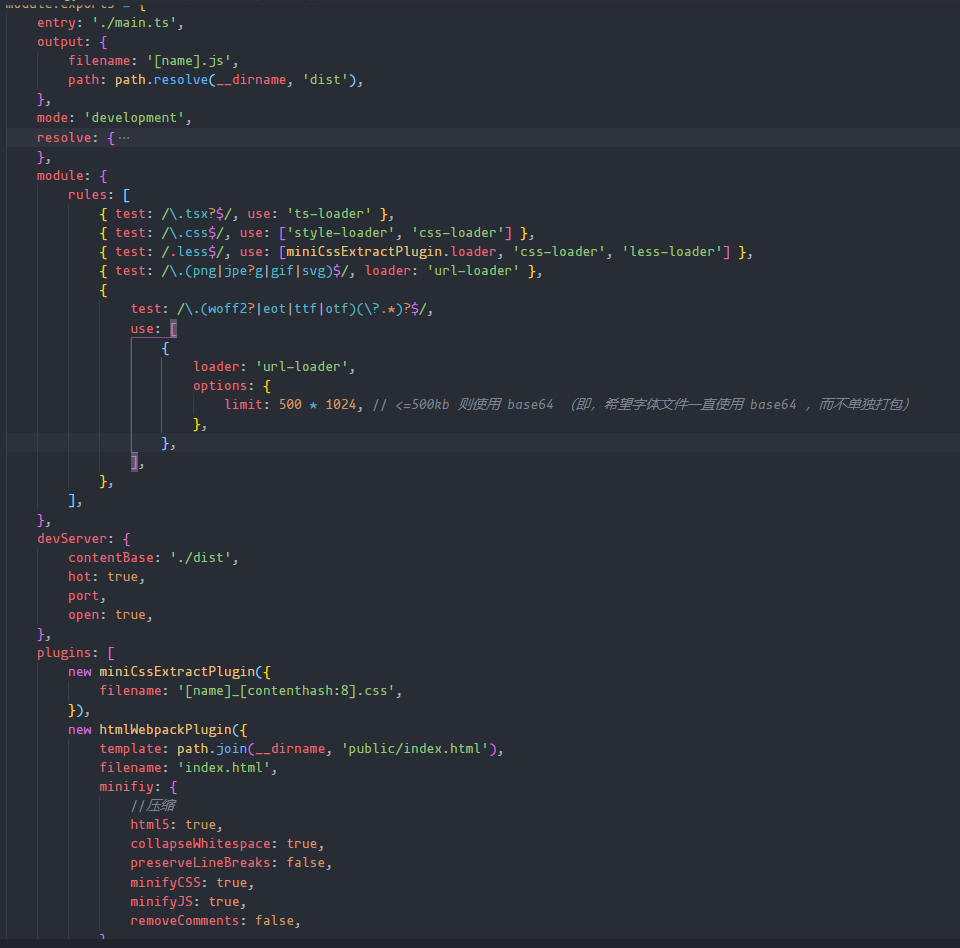 module.exports = {
entry: './main.ts',
output: {
filename: '[name].js',
path: path.resolve(__dirname, 'dist'),
},
mode: 'development',
resolve: {…
},
module: {
rules: [
{ test: /\.tsx?$/, use: 'ts-loader' },
{ test: /\.css$/, use: ['style-loader', 'css-loader'] },
{ test: /.less$/, use: [miniCssExtractPlugin.loader, 'css-loader', 'less-loader'] },
{ test: /\.(png|jpe?g|gif|svg)$/, loader: 'url-loader' },
{
test: /\.(woff2?|eot|ttf|otf)(\?.*)?$/,
use: [
{
loader: 'url-loader',
options: {
limit: 500 * 1024, // <=500kb 则使用 base64 （即，希望字体文件一直使用 base64 ，而不单独打包）
},
},
],
},
],
},
devServer: {
contentBase: './dist',
hot: true,
port,
open: true,
},
plugins: [
new miniCssExtractPlugin({
filename: '[name]_[contenthash:8].css',
}),
new htmlWebpackPlugin({
template: path.join(__dirname, 'public/index.html'),
filename: 'index.html',
minifiy: {
//压缩
html5: true,
collapseWhitespace: true,
preserveLineBreaks: false,
minifyCSS: true,
minifyJS: true,
removeComments: false,
}